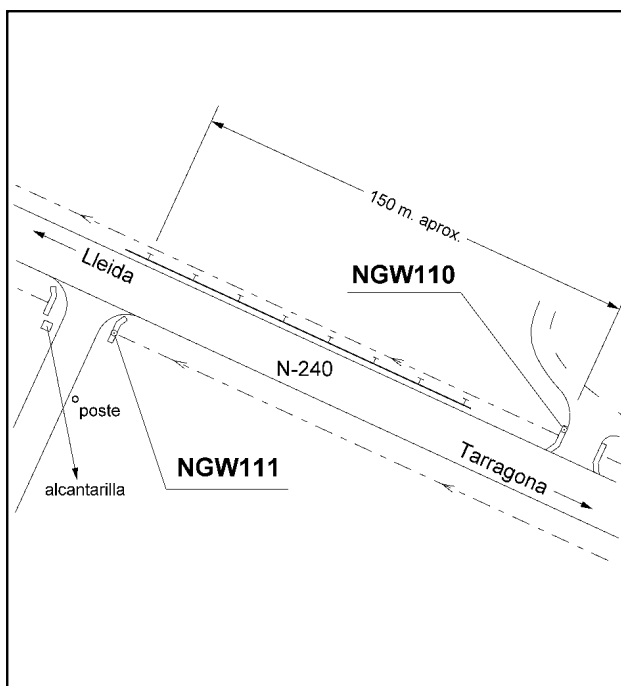 150 m. aprox.
Lleida
NGW110
N-240
poste
NGW111
Tarragona
alcantarilla